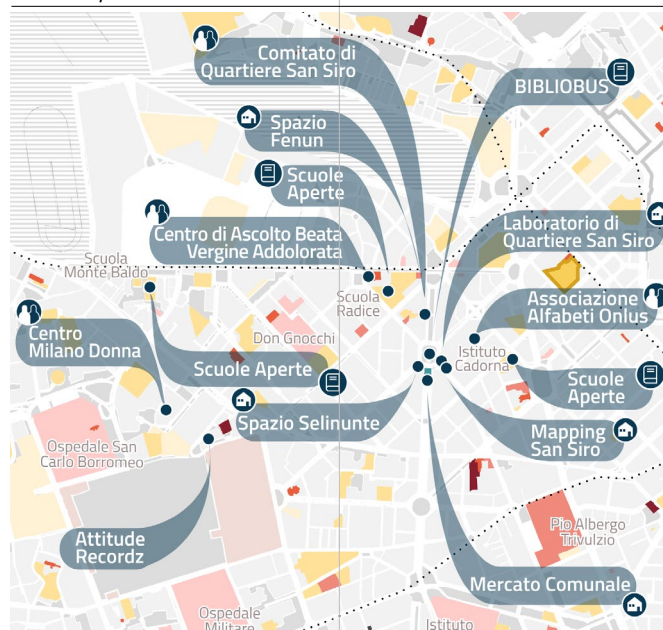 Comitato di
Quartiere San Siro
BIBLIOBUS
Spazio
Fenun
Scuole
Aperte
Centro di Ascolto Beata
Vergine Addolorata
Laboratorio di
Quartiere San Siro
Scuola
Monte Baldo
Scuola
Radice
Associazione
Alfabeti Onlus
Centro
Milano Donna
Don Gnocchi
Istituto
Cadorna
Scuole Aperte
Scuole
Aperte
Spazio Selinunte
Mapping
San Siro
Ospedale San
Carlo Borromeo
Attitude
Recordz
Pio Albergo
Trivulzio
Mercato Comunale
Ospedale
Militare
Istituto